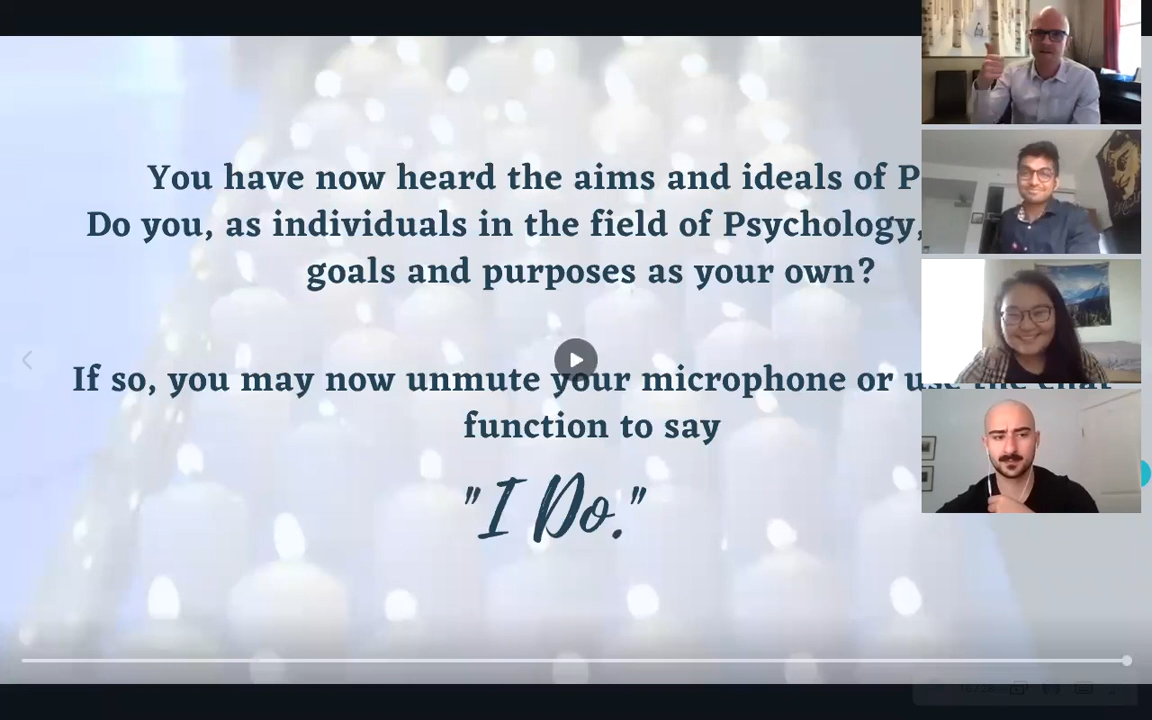 You have now heard the aims and ideals of P
Do you, as individuals in the field of Psychology,
goals and purposes as your own?
If so, you may now unmute your microphone or use the chat
function to say
"I Do."